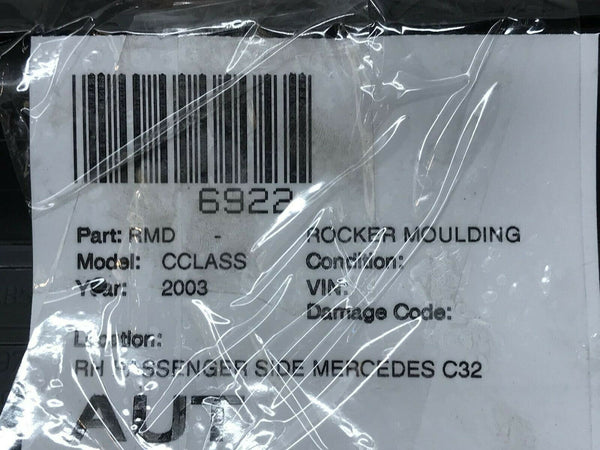 6922
Part: RMD - ROCKER MOULDING
Model: CCLASS Condition:
Year: 2003 VIN:
Damage Code:
Location:
RH PASSENGER SIDE MERCEDES C32
AUT